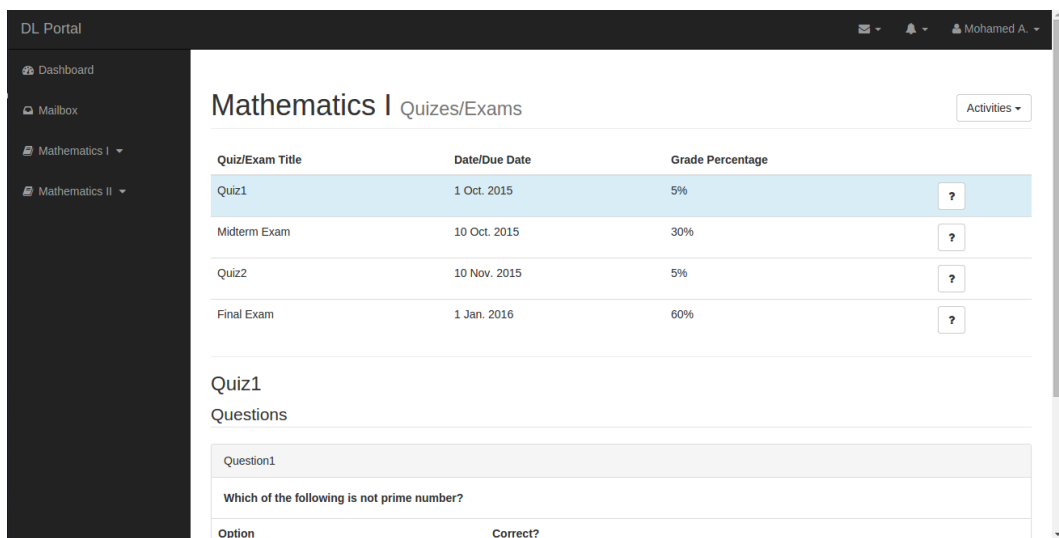 DL Portal
Mohamed A.
Dashboard
Mailbox
Mathematics I
Mathematics II
Mathematics I Quizes/Exams
Activities
Quiz/Exam Title Date/Due Date Grade Percentage
Quiz1 1 Oct. 2015 5% ?
Midterm Exam 10 Oct. 2015 30% ?
Quiz2 10 Nov. 2015 5% ?
Final Exam 1 Jan. 2016 60% ?
Quiz1
Questions
Question1
Which of the following is not prime number?
Option Correct?